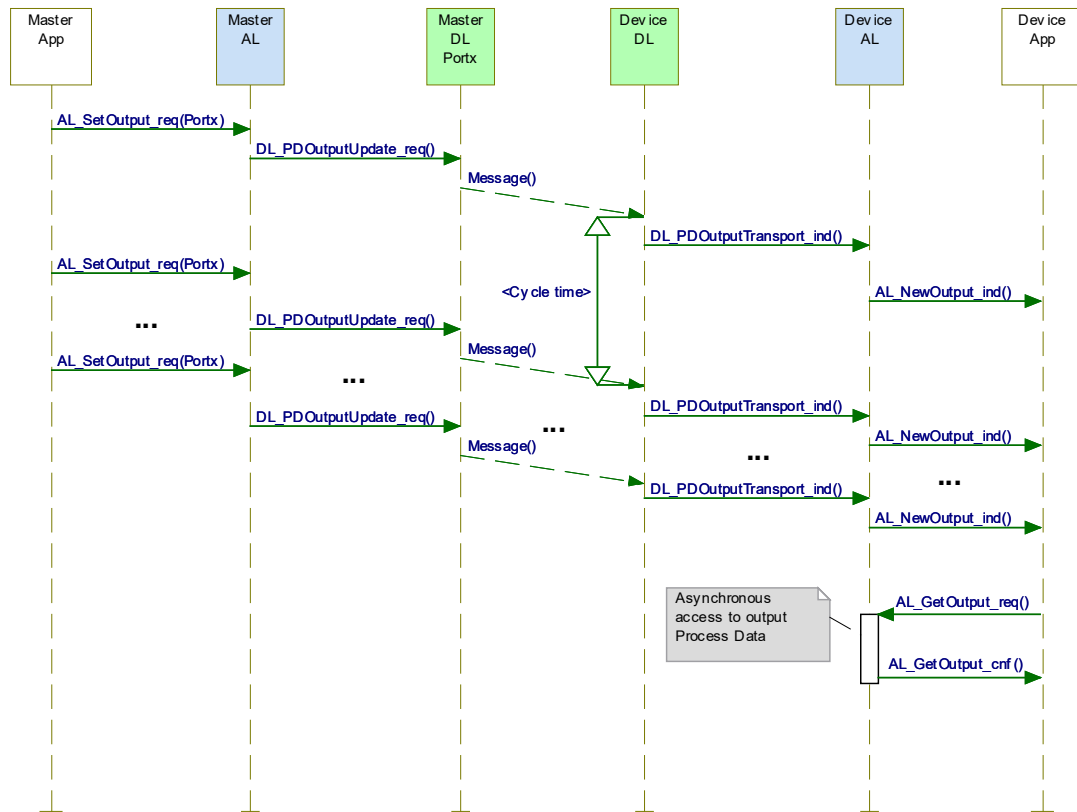 Master
App
Master
AL
Master
DL
Portx
Device
DL
Device
AL
Device
App
AL_SetOutput_req(Portx)
DL_PDOutputUpdate_req()
Message()
DL_PDOutputTransport_ind()
AL_SetOutput_req(Portx)
<Cycle time>
AL_NewOutput_ind()
...
DL_PDOutputUpdate_req()
Message()
AL_SetOutput_req(Portx)
...
DL_PDOutputTransport_ind()
DL_PDOutputUpdate_req()
...
AL_NewOutput_ind()
Message()
...
...
DL_PDOutputTransport_ind()
AL_NewOutput_ind()
Asynchronous
access to output
Process Data
AL_GetOutput_req()
AL_GetOutput_cnf()